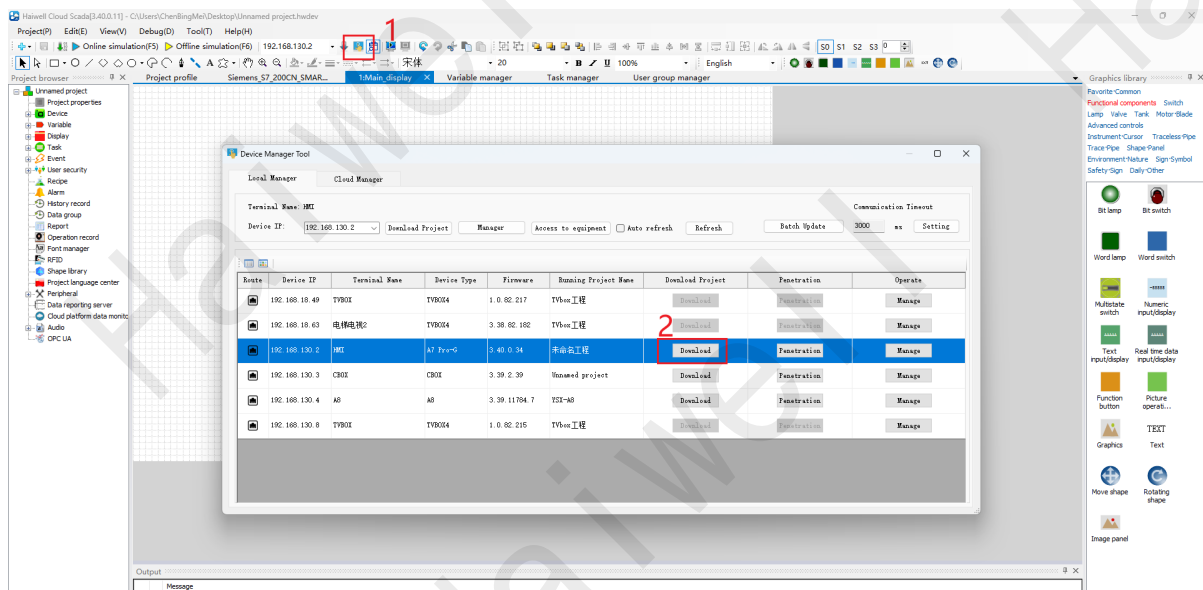 Haiwell Cloud Scada[3.40.0.11] - C:\Users\ChenBingMei\Desktop\Unnamed project.hwdev
Project(P) Edit(E) View(V) Debug(D) Tool(T) Help(H)
1
Online simulation(F5) Offline simulation(F6) 192.168.130.2 S0 S1 S2 S3 0
A 宋体 20 B Z U 100% English
Project browser Project profile Siemens_S7_200CN_SMAR... 1:Main_display Variable manager Task manager User group manager Graphics library
Unnamed project
Project properties
Device
Variable
Display
Task
Event
User security
Recipe
Alarm
History record
Data group
Report
Operation record
Font manager
RFID
Shape library
Project language center
Peripheral
Data reporting server
Cloud platform data monitc
Audio
OPC UA
Device Manager Tool
Local Manager Cloud Manager
Terminal Name: HMI Communication Timeout
Device IP: 192.168.130.2 Download Project Manager Access to equipment Auto refresh Refresh Batch Update 3000 ms Setting
Route Device IP Terminal Name Device Type Firmware Running Project Name Download Project Penetration Operate
192.168.18.49 TVBOX TVBOX4 1.0.82.217 TVbox工程 Download Penetration Manage
192.168.18.63 电梯电视2 TVBOX4 3.38.82.182 TVbox工程 Download Penetration Manage
2
192.168.130.2 HMI A7 Pro-G 3.40.0.34 未命名工程 Download Penetration Manage
192.168.130.3 CBOX CBOX 3.39.2.39 Unnamed project Download Penetration Manage
192.168.130.4 A8 A8 3.39.11784.7 YSX-A8 Download Penetration Manage
192.168.130.8 TVBOX TVBOX4 1.0.82.215 TVbox工程 Download Penetration Manage
Favorite·Common
Functional components Switch
Lamp Valve Tank Motor·Blade
Advanced controls
Instrument·Cursor Traceless·Pipe
Trace·Pipe Shape·Panel
Environment·Nature Sign·Symbol
Safety·Sign Daily·Other
Bit lamp Bit switch
Word lamp Word switch
Multistate switch Numeric input/display
Text input/display Real time data input/display
Function button Picture operati...
TEXT
Graphics Text
Move shape Rotating shape
Image panel
Output
Message
Haiwell